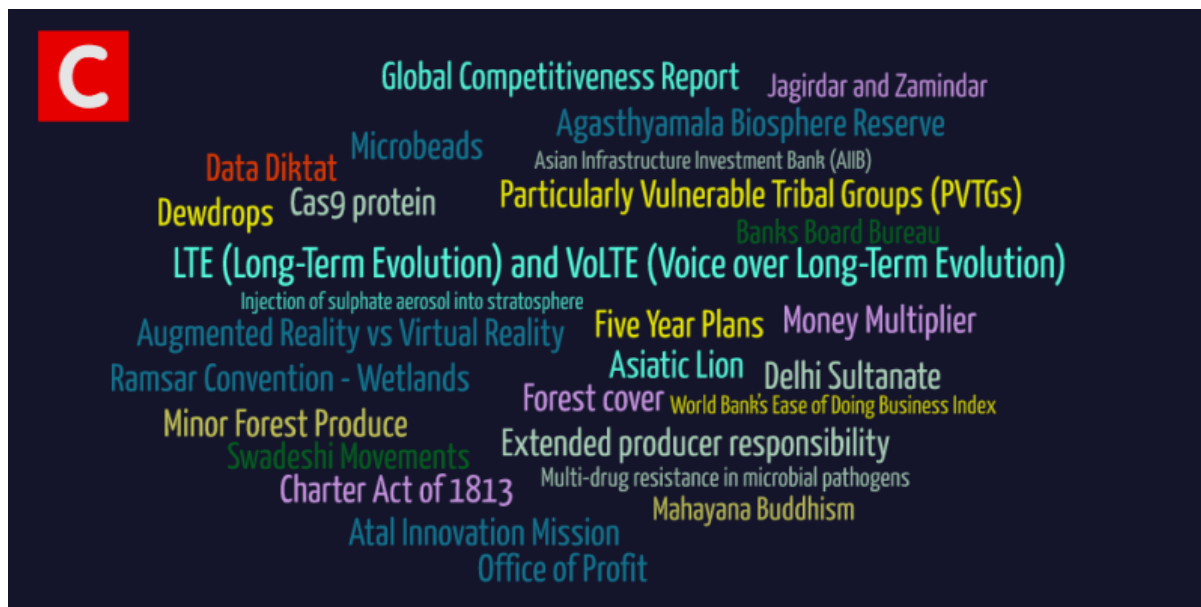 C
Global Competitiveness Report
Jagirdar and Zamindar
Agasthyamala Biosphere Reserve
Microbeads
Asian Infrastructure Investment Bank (AIIB)
Data Diktat
Particularly Vulnerable Tribal Groups (PVTGs)
Cas9 protein
Dewdrops
Banks Board Bureau
LTE (Long-Term Evolution) and VoLTE (Voice over Long-Term Evolution)
Injection of sulphate aerosol into stratosphere
Augmented Reality vs Virtual Reality
Five Year Plans
Money Multiplier
Asiatic Lion
Delhi Sultanate
Ramsar Convention - Wetlands
Forest cover
World Bank's Ease of Doing Business Index
Minor Forest Produce
Extended producer responsibility
Swadeshi Movements
Multi-drug resistance in microbial pathogens
Charter Act of 1813
Mahayana Buddhism
Atal Innovation Mission
Office of Profit